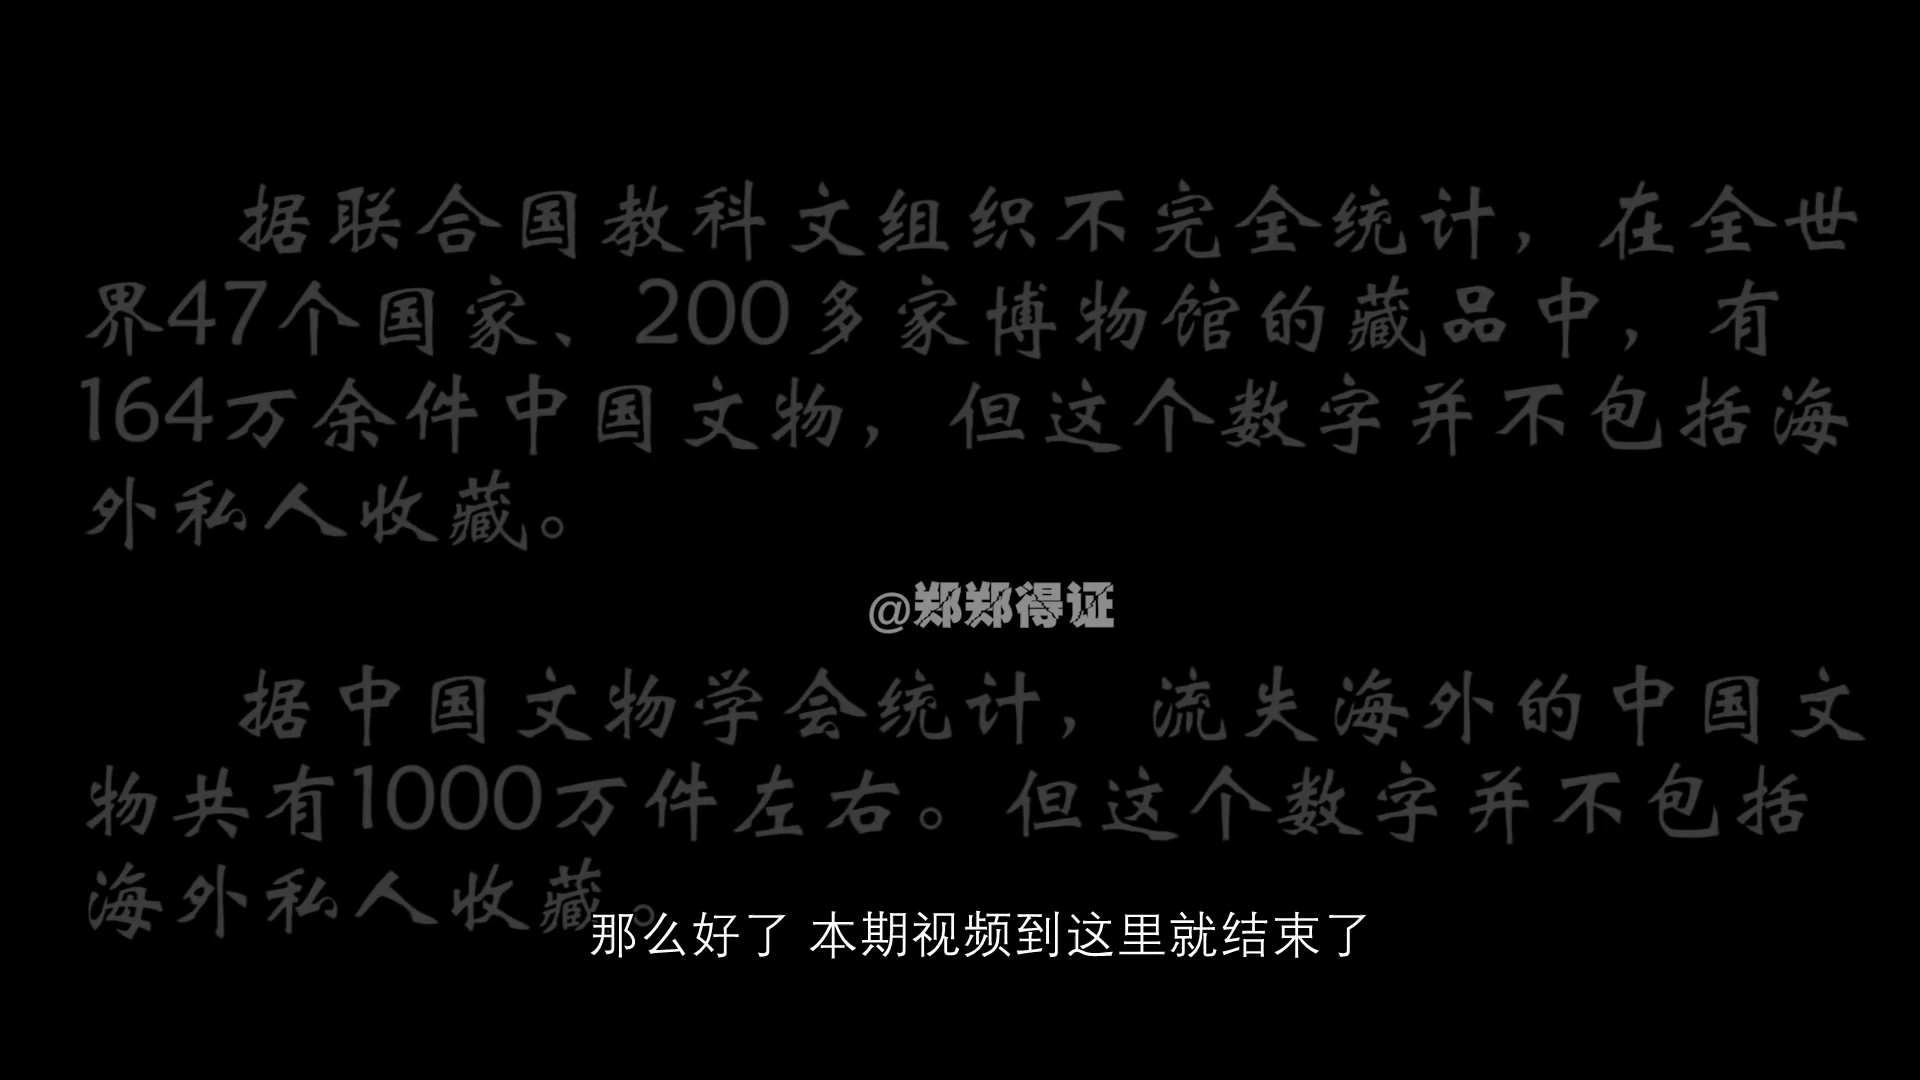 据联合国教科文组织不完全统计，在全世
界47个国家、200多家博物馆的藏品中，有
164万余件中国文物，但这个数字并不包括海
外私人收藏。
@郑郑得证
据中国文物学会统计，流失海外的中国文
物共有1000万件左右。但这个数字并不包括
海外私人收藏。
那么好了 本期视频到这里就结束了